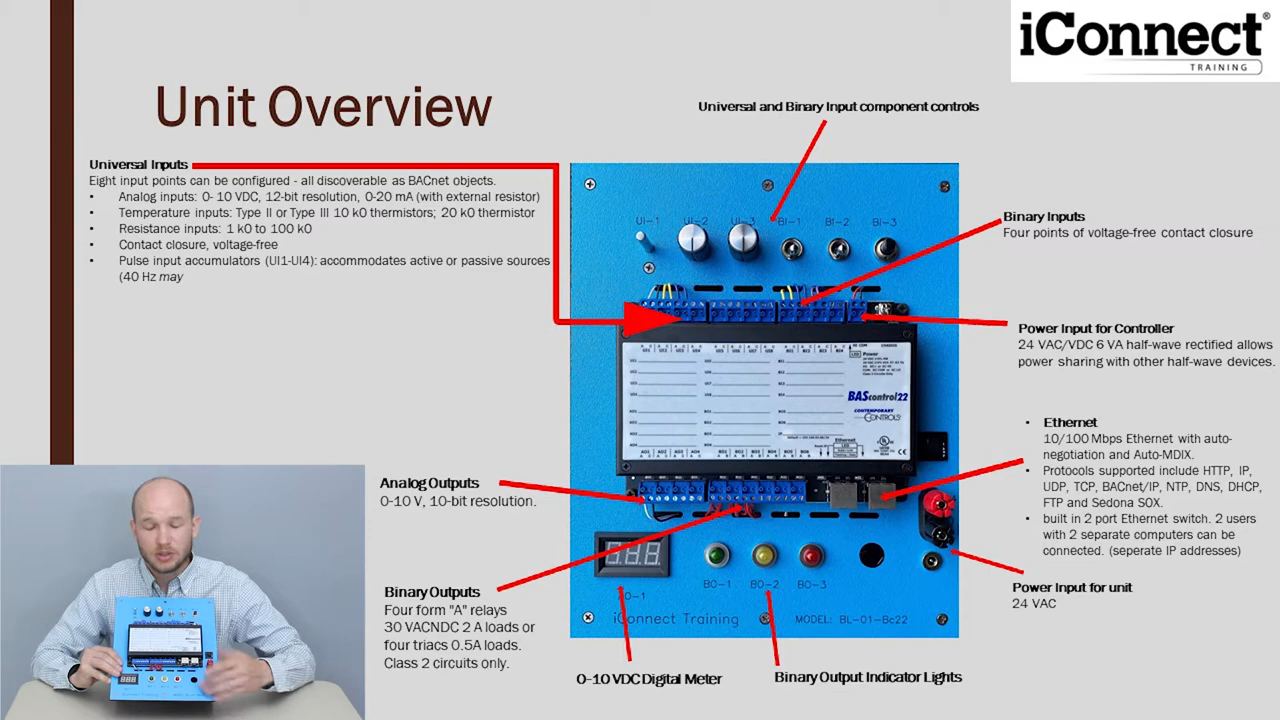 iConnect®
TRAINING
Unit Overview
Universal and Binary Input component controls
Universal Inputs
Eight input points can be configured - all discoverable as BACnet objects.
• Analog inputs: 0- 10 VDC, 12-bit resolution, 0-20 mA (with external resistor)
• Temperature inputs: Type II or Type III 10 k0 thermistors; 20 k0 thermistor
• Resistance inputs: 1 k0 to 100 k0
• Contact closure, voltage-free
• Pulse input accumulators (UI1-UI4): accommodates active or passive sources
(40 Hz may
Binary Inputs
Four points of voltage-free contact closure
Power Input for Controller
24 VAC/VDC 6 VA half-wave rectified allows
power sharing with other half-wave devices.
• Ethernet
10/100 Mbps Ethernet with auto-
negotiation and Auto-MDIX.
• Protocols supported include HTTP, IP,
UDP, TCP, BACnet/IP, NTP, DNS, DHCP,
FTP and Sedona SOX.
• built in 2 port Ethernet switch. 2 users
with 2 separate computers can be
connected. (seperate IP addresses)
Power Input for unit
24 VAC
Analog Outputs
0-10 V, 10-bit resolution.
Binary Outputs
Four form "A" relays
30 VACNDC 2 A loads or
four triacs 0.5A loads.
Class 2 circuits only.
0-10 VDC Digital Meter
Binary Output Indicator Lights
UI-1 UI-2 UI-3 BI-1 BI-2 BI-3
Power
BAScontrol22
CONTEMPORARY
CONTROLS
Ethernet
BO-1 BO-2 BO-3
iConnect Training MODEL: BL-01-Bc22